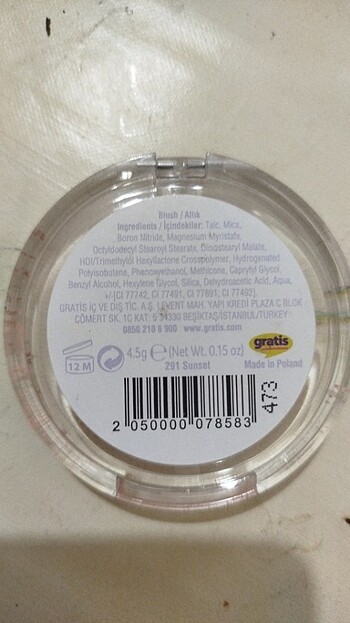 Blush / Allık
Ingredients / İçindekiler: Talc, Mica,
Boron Nitride, Magnesium Myristate,
Octyldodecyl Stearoyl Stearate, Diisostearyl Malate,
HDI/Trimethylol Hexyllactone Crosspolymer, Hydrogenated
Polyisobutene, Phenoxyethanol, Methicone, Caprylyl Glycol,
Benzyl Alcohol, Hexylene Glycol, Silica, Dehydroacetic Acid, Aqua,
+/-[CI 77742, CI 77491, CI 77891, CI 77492].
GRATİS İÇ VE DIŞ TİC. A.Ş. LEVENT MAH. YAPI KREDİ PLAZA C BLOK
ÇÖMERT SK. 1C KAT: 5 34330 BEŞİKTAŞ/İSTANBUL/TURKEY
0850 210 6 900 www.gratis.com
12 M
4.5g e (Net Wt. 0.15 oz)
gratis
291 Sunset
Made in Poland
2 050000 078583
473